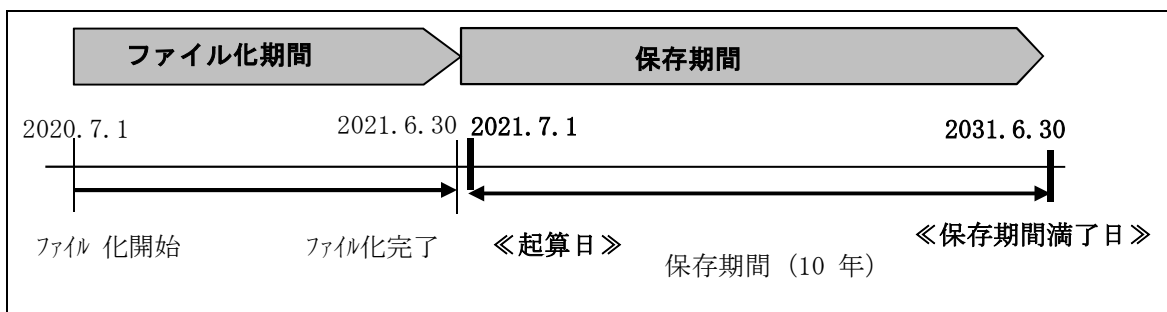 ファイル化期間 保存期間
2020.7.1 2021.6.30 2021.7.1 2031.6.30
ﾌｧｲﾙ 化開始 ﾌｧｲﾙ化完了 ≪起算日≫ ≪保存期間満了日≫
保存期間 (10 年)